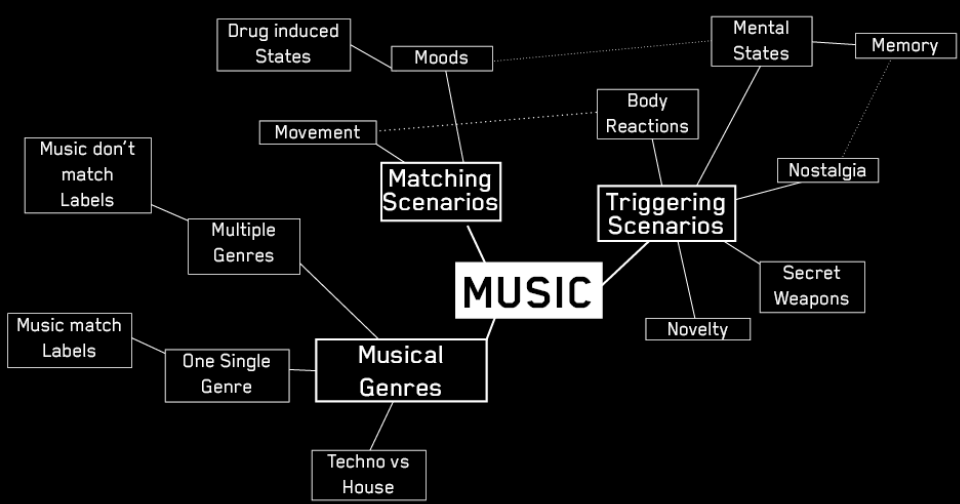 Drug induced
States
Moods
Mental
States
Memory
Movement
Body
Reactions
Music don't
match
Labels
Matching
Scenarios
Nostalgia
Triggering
Scenarios
Multiple
Genres
MUSIC
Secret
Weapons
Novelty
Music match
Labels
One Single
Genre
Musical
Genres
Techno vs
House